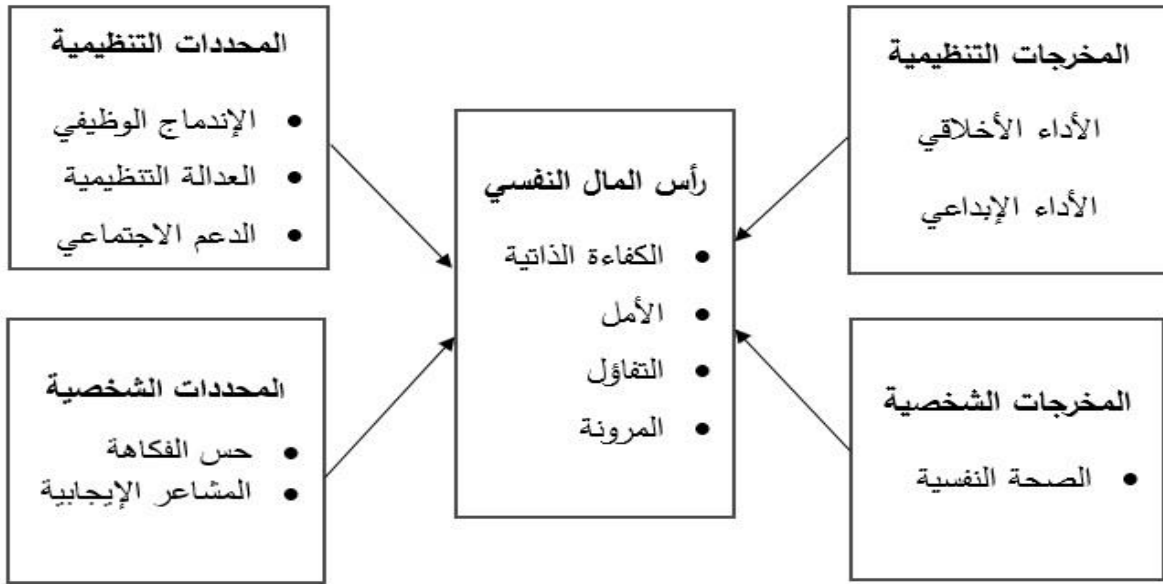 المخرجات التنظيمية
الأداء الأخلاقي
الأداء الإبداعي
المخرجات الشخصية
• الصحة النفسية
رأس المال النفسي
• الكفاءة الذاتية
• الأمل
• التفاؤل
• المرونة
المحددات التنظيمية
• الإندماج الوظيفي
• العدالة التنظيمية
• الدعم الاجتماعي
المحددات الشخصية
• حس الفكاهة
• المشاعر الإيجابية